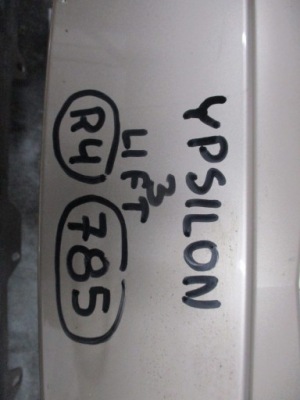 YPSILON
3
LIFT
R4 785